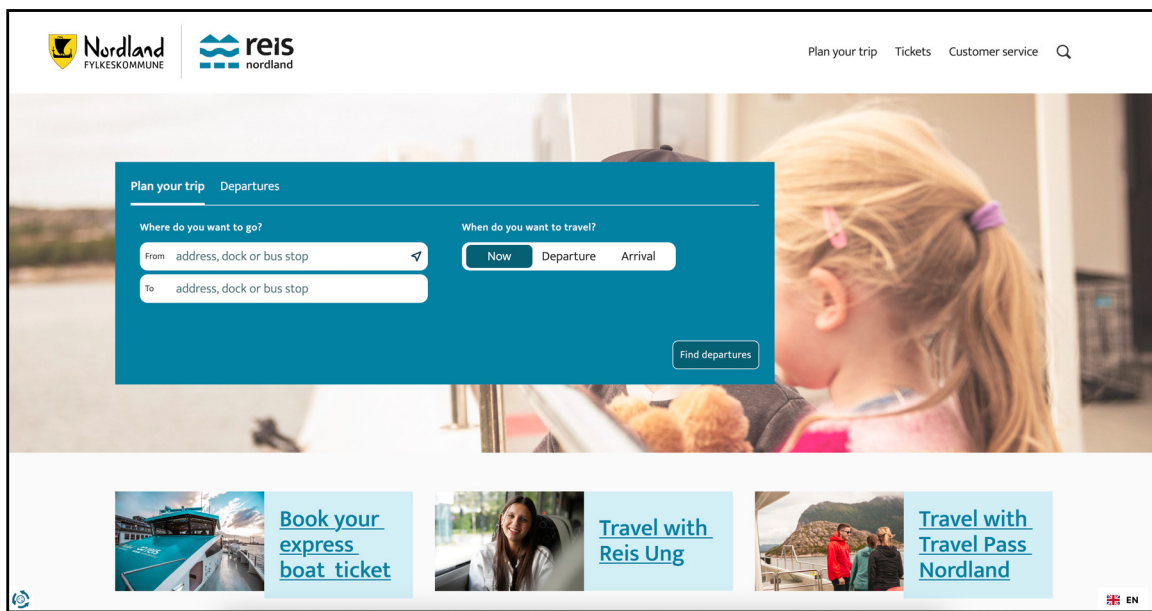 Nordland
FYLKESKOMMUNE
reis
nordland
Plan your trip Tickets Customer service
Plan your trip Departures
Where do you want to go?
When do you want to travel?
From address, dock or bus stop
Now Departure Arrival
To address, dock or bus stop
Find departures
Book your
express
boat ticket
Travel with
Reis Ung
Travel with
Travel Pass
Nordland
reis
EN